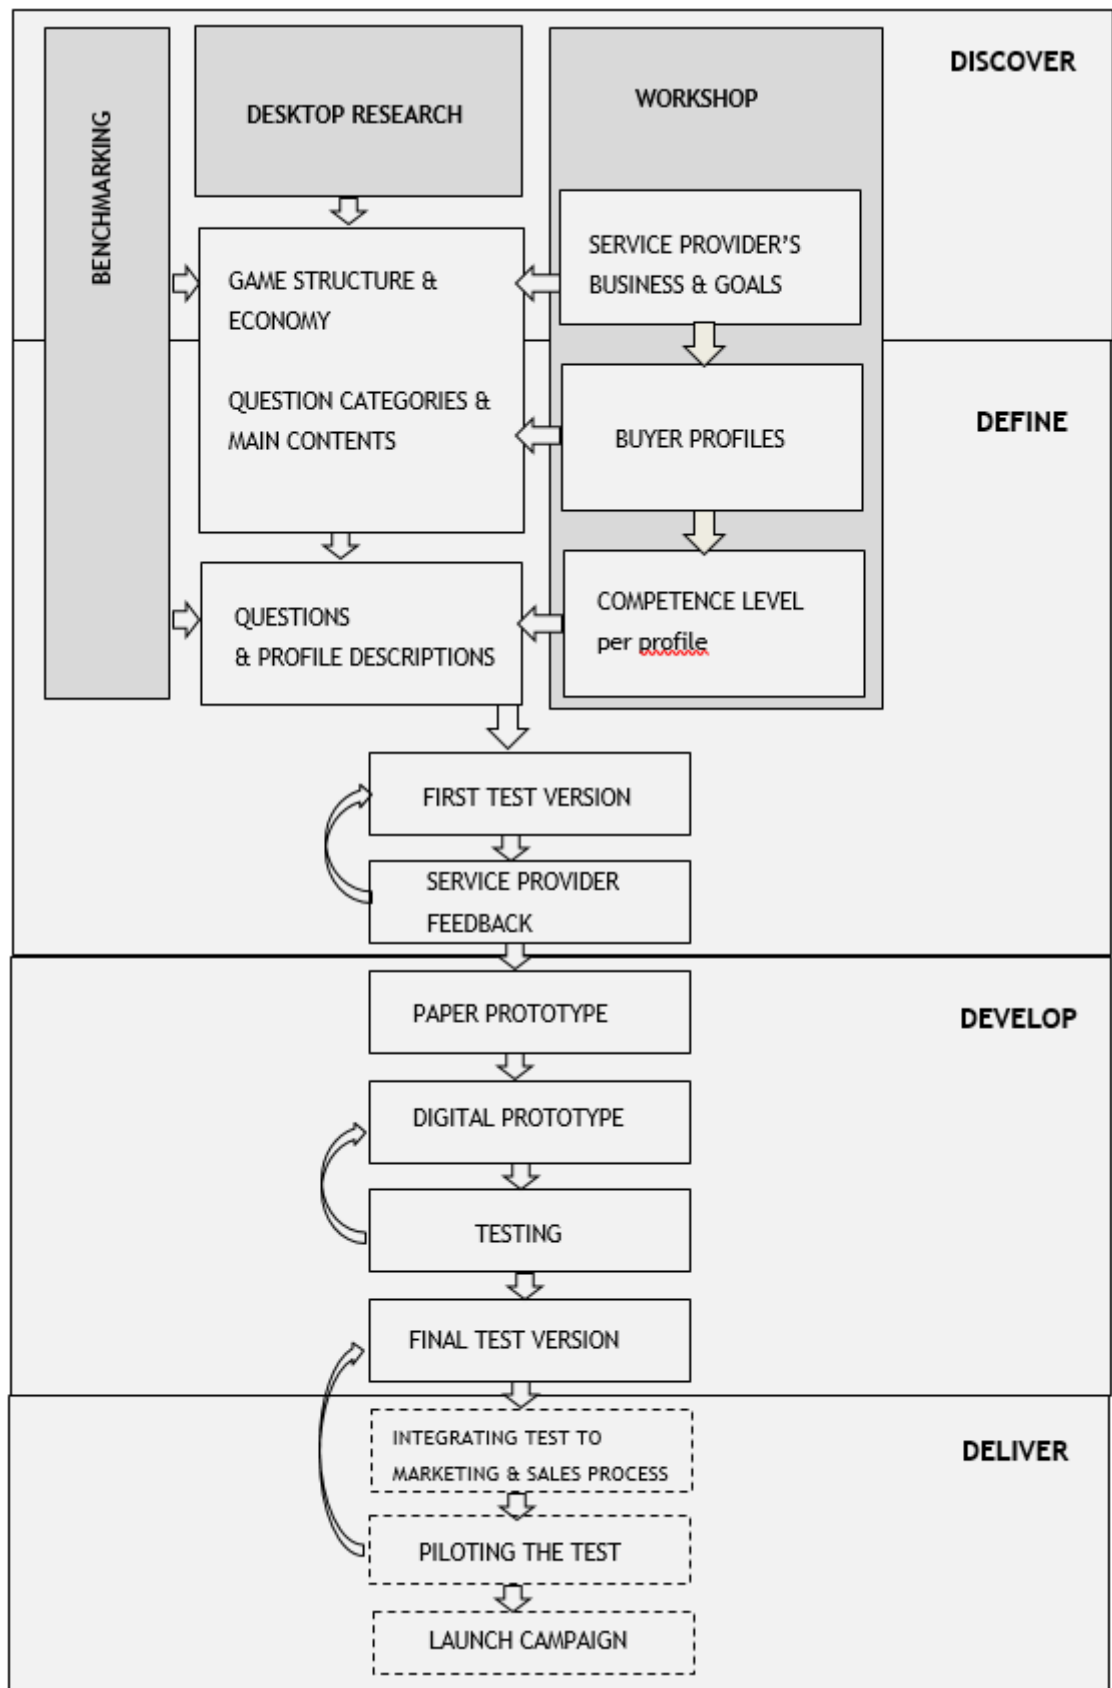 DISCOVER
BENCHMARKING
DESKTOP RESEARCH
WORKSHOP
SERVICE PROVIDER'S
BUSINESS & GOALS
GAME STRUCTURE &
ECONOMY
QUESTION CATEGORIES &
MAIN CONTENTS
DEFINE
BUYER PROFILES
COMPETENCE LEVEL
per profile
QUESTIONS
& PROFILE DESCRIPTIONS
FIRST TEST VERSION
SERVICE PROVIDER
FEEDBACK
DEVELOP
PAPER PROTOTYPE
DIGITAL PROTOTYPE
TESTING
FINAL TEST VERSION
DELIVER
INTEGRATING TEST TO
MARKETING & SALES PROCESS
PILOTING THE TEST
LAUNCH CAMPAIGN